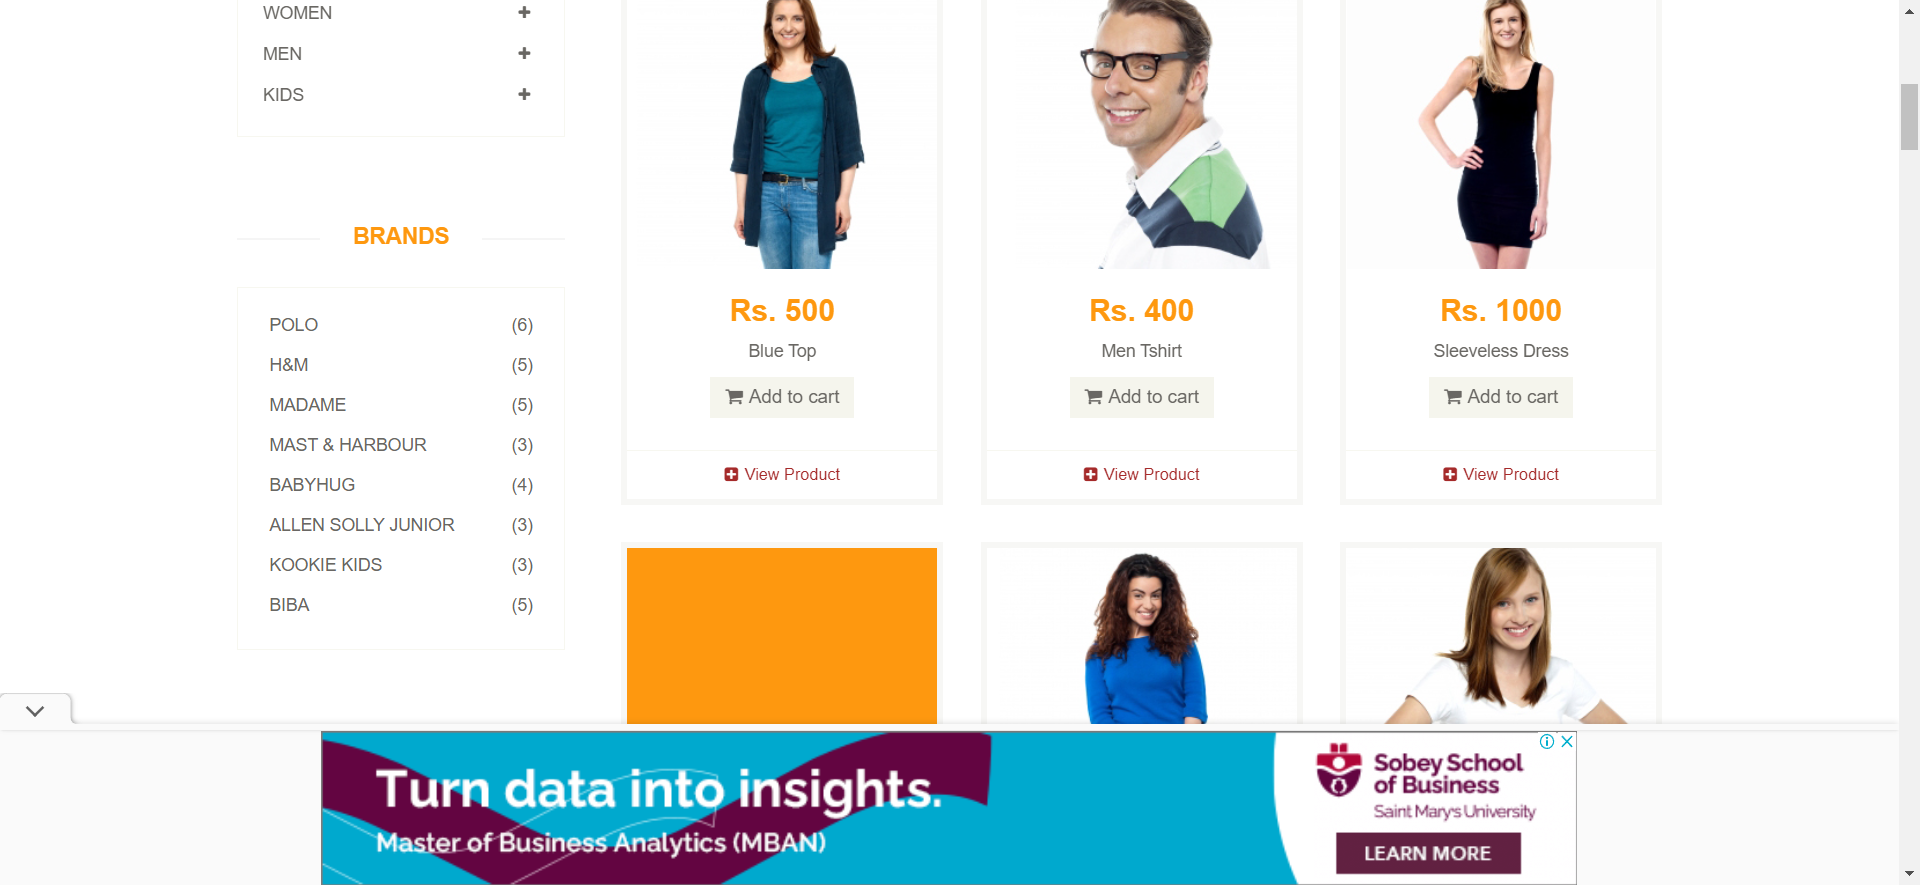 WOMEN
MEN
KIDS
BRANDS
POLO (6)
H&M (5)
MADAME (5)
MAST & HARBOUR (3)
BABYHUG (4)
ALLEN SOLLY JUNIOR (3)
KOOKIE KIDS (3)
BIBA (5)
Rs. 500
Blue Top
Add to cart
View Product
Rs. 400
Men Tshirt
Add to cart
View Product
Rs. 1000
Sleeveless Dress
Add to cart
View Product
Turn data into insights.
Master of Business Analytics (MBAN)
Sobey School
of Business
Saint Mary's University
LEARN MORE